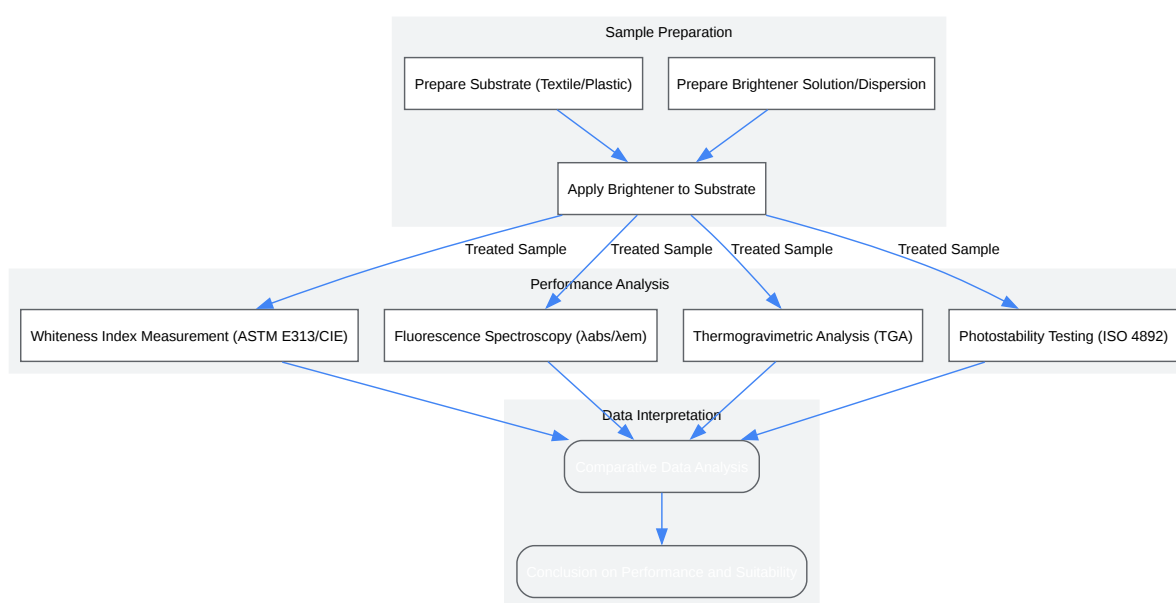 Sample Preparation
Prepare Substrate (Textile/Plastic)
Prepare Brightener Solution/Dispersion
Apply Brightener to Substrate
Treated Sample
Treated Sample
Treated Sample
Treated Sample
Performance Analysis
Whiteness Index Measurement (ASTM E313/CIE)
Fluorescence Spectroscopy (λabs/λem)
Thermogravimetric Analysis (TGA)
Photostability Testing (ISO 4892)
Data Interpretation
Comparative Data Analysis
Conclusion on Performance and Suitability